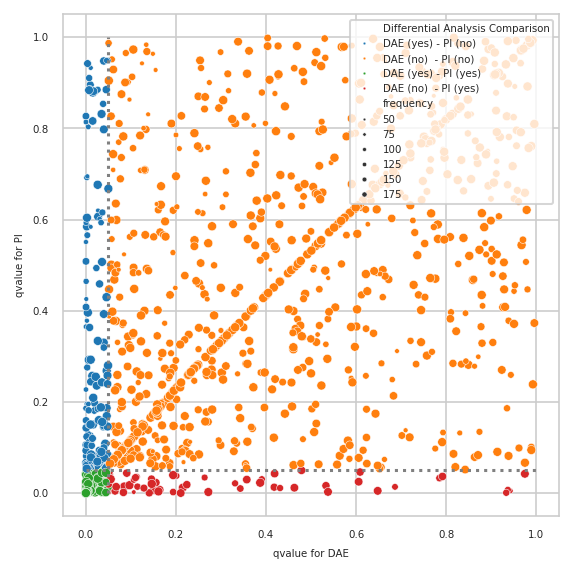 Differential Analysis Comparison
DAE (yes) - PI (no)
DAE (no)  - PI (no)
DAE (yes) - PI (yes)
DAE (no)  - PI (yes)
frequency
50
75
100
125
150
175
1.0
0.8
0.6
0.4
0.2
0.0
qvalue for PI
0.0
0.2
0.4
0.6
0.8
1.0
qvalue for DAE